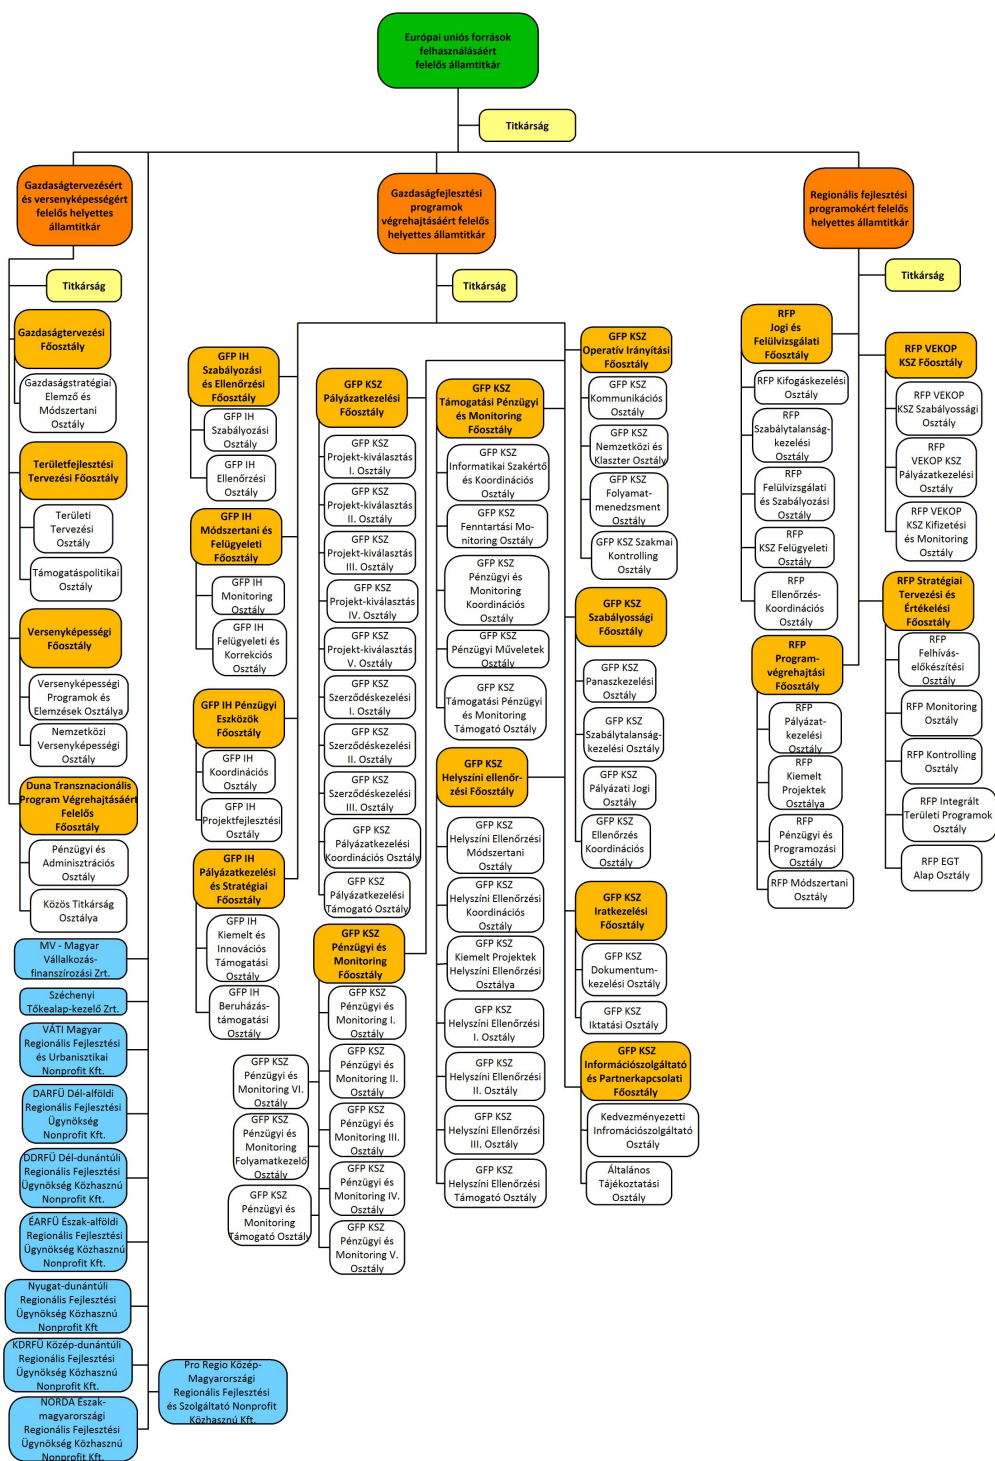 Európai uniós források
felhasználásáért
felelős államtitkár
Titkárság
Gazdaságtervezésért
és versenyképességért
felelős helyettes
államtitkár
Titkárság
Gazdaságtervezési
Főosztály
Gazdaságstratégiai
Elemző és
Módszertani
Osztály
Területfejlesztési
Tervezési Főosztály
Területi
Tervezési
Osztály
Támogatáspolitikai
Osztály
Versenyképességi
Főosztály
Versenyképességi
Programok és
Elemzések Osztálya
Nemzetközi
Versenyképességi
Osztály
Duna Transznacionális
Program Végrehajtásáért
Felelős
Főosztály
Pénzügyi és
Adminisztrációs
Osztály
Közös Titkárság
Osztálya
MV - Magyar
Vállalkozás-
finanszírozási Zrt.
Széchenyi
Tőkealap-kezelő Zrt.
VÁTI Magyar
Regionális Fejlesztési
és Urbanisztikai
Nonprofit Kft.
DARFÜ Dél-alföldi
Regionális Fejlesztési
Ügynökség
Nonprofit Kft.
DDRFÜ Dél-dunántúli
Regionális Fejlesztési
Ügynökség Közhasznú
Nonprofit Kft.
ÉARFÜ Észak-alföldi
Regionális Fejlesztési
Ügynökség Közhasznú
Nonprofit Kft.
Nyugat-dunántúli
Regionális Fejlesztési
Ügynökség Közhasznú
Nonprofit Kft
KDRFÜ Közép-dunántúli
Regionális Fejlesztési
Ügynökség Közhasznú
Nonprofit Kft.
NORDA Észak-
magyarországi
Regionális Fejlesztési
Ügynökség Közhasznú
Nonprofit Kft.
Pro Regio Közép-
Magyarországi
Regionális Fejlesztési
és Szolgáltató Nonprofit
Közhasznú Kft.
Gazdaságfejlesztési
programok
végrehajtásáért felelős
helyettes államtitkár
Titkárság
GFP IH
Szabályozási
és Ellenőrzési
Főosztály
GFP IH
Szabályozási
Osztály
GFP IH
Ellenőrzési
Osztály
GFP IH
Módszertani és
Felügyeleti
Főosztály
GFP IH
Monitoring
Osztály
GFP IH
Felügyeleti és
Korrekciós
Osztály
GFP IH Pénzügyi
Eszközök
Főosztály
GFP IH
Koordinációs
Osztály
GFP IH
Projektfejlesztési
Osztály
GFP IH
Pályázatkezelési
és Stratégiai
Főosztály
GFP IH
Kiemelt és
Innovációs
Támogatási
Osztály
GFP IH
Beruházás-
támogatási
Osztály
GFP KSZ
Pályázatkezelési
Főosztály
GFP KSZ
Projekt-kiválasztás
I. Osztály
GFP KSZ
Projekt-kiválasztás
II. Osztály
GFP KSZ
Projekt-kiválasztás
III. Osztály
GFP KSZ
Projekt-kiválasztás
IV. Osztály
GFP KSZ
Projekt-kiválasztás
V. Osztály
GFP KSZ
Szerződéskezelési
I. Osztály
GFP KSZ
Szerződéskezelési
II. Osztály
GFP KSZ
Szerződéskezelési
III. Osztály
GFP KSZ
Pályázatkezelési
Koordinációs Osztály
GFP KSZ
Pályázatkezelési
Támogató Osztály
GFP KSZ
Pénzügyi és
Monitoring
Főosztály
GFP KSZ
Pénzügyi és
Monitoring I.
Osztály
GFP KSZ
Pénzügyi és
Monitoring II.
Osztály
GFP KSZ
Pénzügyi és
Monitoring III.
Osztály
GFP KSZ
Pénzügyi és
Monitoring IV.
Osztály
GFP KSZ
Pénzügyi és
Monitoring V.
Osztály
GFP KSZ
Pénzügyi és
Monitoring VI.
Osztály
GFP KSZ
Pénzügyi és
Monitoring
Folyamatkezelő
Osztály
GFP KSZ
Pénzügyi és
Monitoring
Támogató Osztály
GFP KSZ
Támogatási Pénzügyi
és Monitoring
Főosztály
GFP KSZ
Informatikai Szakértő
és Koordinációs
Osztály
GFP KSZ
Fenntartási Mo-
nitoring Osztály
GFP KSZ
Pénzügyi és
Monitoring
Koordinációs
Osztály
GFP KSZ
Pénzügyi Műveletek
Osztály
GFP KSZ
Támogatási Pénzügyi
és Monitoring
Támogató Osztály
GFP KSZ
Helyszíni ellenőr-
zési Főosztály
GFP KSZ
Helyszíni Ellenőrzési
Módszertani
Osztály
GFP KSZ
Helyszíni Ellenőrzési
Koordinációs
Osztály
GFP KSZ
Kiemelt Projektek
Helyszíni Ellenőrzési
Osztálya
GFP KSZ
Helyszíni Ellenőrzési
I. Osztály
GFP KSZ
Helyszíni Ellenőrzési
II. Osztály
GFP KSZ
Helyszíni Ellenőrzési
III. Osztály
GFP KSZ
Helyszíni Ellenőrzési
Támogató Osztály
GFP KSZ
Operatív Irányítási
Főosztály
GFP KSZ
Kommunikációs
Osztály
GFP KSZ
Nemzetközi és
Klaszter Osztály
GFP KSZ
Folyamat-
menedzsment
Osztály
GFP KSZ Szakmai
Kontrolling
Osztály
GFP KSZ
Szabályossági
Főosztály
GFP KSZ
Panaszkezelési
Osztály
GFP KSZ
Szabálytalanság-
kezelési Osztály
GFP KSZ
Pályázati Jogi
Osztály
GFP KSZ
Ellenőrzés
Koordinációs
Osztály
GFP KSZ
Iratkezelési
Főosztály
GFP KSZ
Dokumentum-
kezelési Osztály
GFP KSZ
Iktatási Osztály
GFP KSZ
Információszolgáltató
és Partnerkapcsolati
Főosztály
Kedvezményezetti
Infromációszolgáltató
Osztály
Általános
Tájékoztatási
Osztály
Regionális fejlesztési
programokért felelős
helyettes államtitkár
Titkárság
RFP
Jogi és
Felülvizsgálati
Főosztály
RFP Kifogáskezelési
Osztály
RFP
Szabálytalanság-
kezelési
Osztály
RFP
Felülvizsgálati
és Szabályozási
Osztály
RFP
KSZ Felügyeleti
Osztály
RFP
Ellenőrzés-
Koordinációs
Osztály
RFP
Program-
végrehajtási
Főosztály
RFP
Pályázat-
kezelési
Osztály
RFP
Kiemelt
Projektek
Osztálya
RFP
Pénzügyi és
Programozási
Osztály
RFP Módszertani
Osztály
RFP VEKOP
KSZ Főosztály
RFP VEKOP
KSZ Szabályossági
Osztály
RFP
VEKOP KSZ
Pályázatkezelési
Osztály
RFP VEKOP
KSZ Kifizetési
és Monitoring
Osztály
RFP Stratégiai
Tervezési és
Értékelési
Főosztály
RFP
Felhívás-
előkészítési
Osztály
RFP Monitoring
Osztály
RFP Kontrolling
Osztály
RFP Integrált
Területi Programok
Osztály
RFP EGT
Alap Osztály